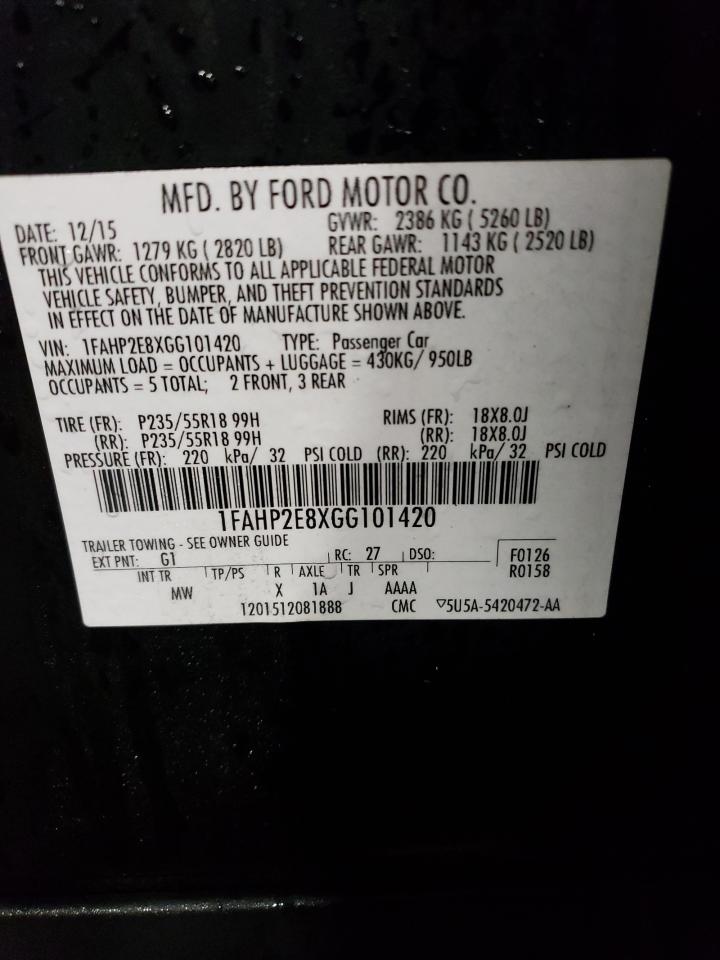 MFD. BY FORD MOTOR CO.
DATE: 12/15 GVWR: 2386 KG ( 5260 LB)
FRONT GAWR: 1279 KG ( 2820 LB) REAR GAWR: 1143 KG ( 2520 LB)
THIS VEHICLE CONFORMS TO ALL APPLICABLE FEDERAL MOTOR
VEHICLE SAFETY, BUMPER, AND THEFT PREVENTION STANDARDS
IN EFFECT ON THE DATE OF MANUFACTURE SHOWN ABOVE.
VIN: 1FAHP2E8XGG101420 TYPE: Passenger Car
MAXIMUM LOAD = OCCUPANTS + LUGGAGE = 430KG/ 950LB
OCCUPANTS = 5 TOTAL; 2 FRONT, 3 REAR
TIRE (FR): P235/55R18 99H RIMS (FR): 18X8.0J
(RR): P235/55R18 99H (RR): 18X8.0J
PRESSURE (FR): 220 kPa/ 32 PSI COLD (RR): 220 kPa/ 32 PSI COLD
1FAHP2E8XGG101420
TRAILER TOWING - SEE OWNER GUIDE
EXT PNT: G1 RC: 27 DSO: F0126
INT TR TP/PS R AXLE TR SPR R0158
MW X 1A J AAAA
1201512081888 CMC ▽5U5A-5420472-AA